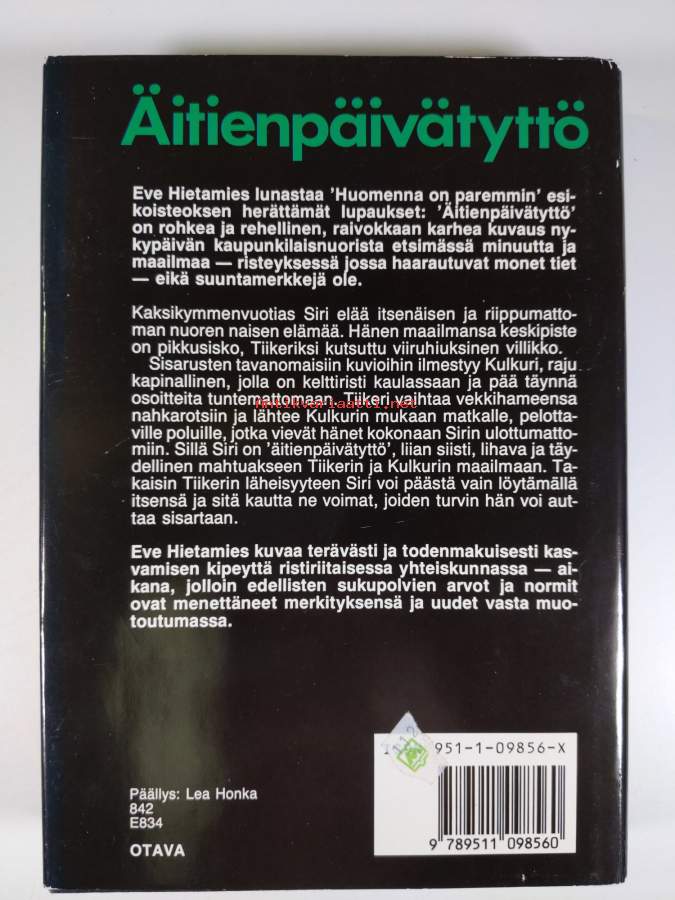 Äitienpäivätyttö
Eve Hietamies lunastaa 'Huomenna on paremmin' esi-
koisteoksen herättämät lupaukset: 'Äitienpäivätyttö'
on rohkea ja rehellinen, raivokkaan karhea kuvaus ny-
kypäivän kaupunkilaisnuorista etsimässä minuutta ja
maailmaa — risteyksessä jossa haarautuvat monet tiet
— eikä suuntamerkkejä ole.
Kaksikymmenvuotias Siri elää itsenäisen ja riippumatto-
man nuoren naisen elämää. Hänen maailmansa keskipiste
on pikkusisko, Tiikeriksi kutsuttu viiruhiuksinen villikko.
Sisarusten tavanomaisiin kuvioihin ilmestyy Kulkuri, raju
kapinallinen, jolla on kelttiristi kaulassaan ja pää täynnä
osoitteita tuntemattomaan. Tiikeri vaihtaa vekkihameensa
Antikvariaatti.net
nahkarotsiin ja lähtee Kulkurin mukaan matkalle, pelotta-
ville poluille, jotka vievät hänet kokonaan Sirin ulottumatto-
miin. Sillä Siri on 'äitienpäivätyttö', liian siisti, lihava ja täy-
dellinen mahtuakseen Tiikerin ja Kulkurin maailmaan. Ta-
kaisin Tiikerin läheisyyteen Siri voi päästä vain löytämällä
itsensä ja sitä kautta ne voimat, joiden turvin hän voi aut-
taa sisartaan.
Eve Hietamies kuvaa terävästi ja todenmakuisesti kas-
vamisen kipeyttä ristiriitaisessa yhteiskunnassa — ai-
kana, jolloin edellisten sukupolvien arvot ja normit
ovat menettäneet merkityksensä ja uudet vasta muo-
toutumassa.
951-1-09856-X
Päällys: Lea Honka
842
E834
OTAVA
9 789511 098560